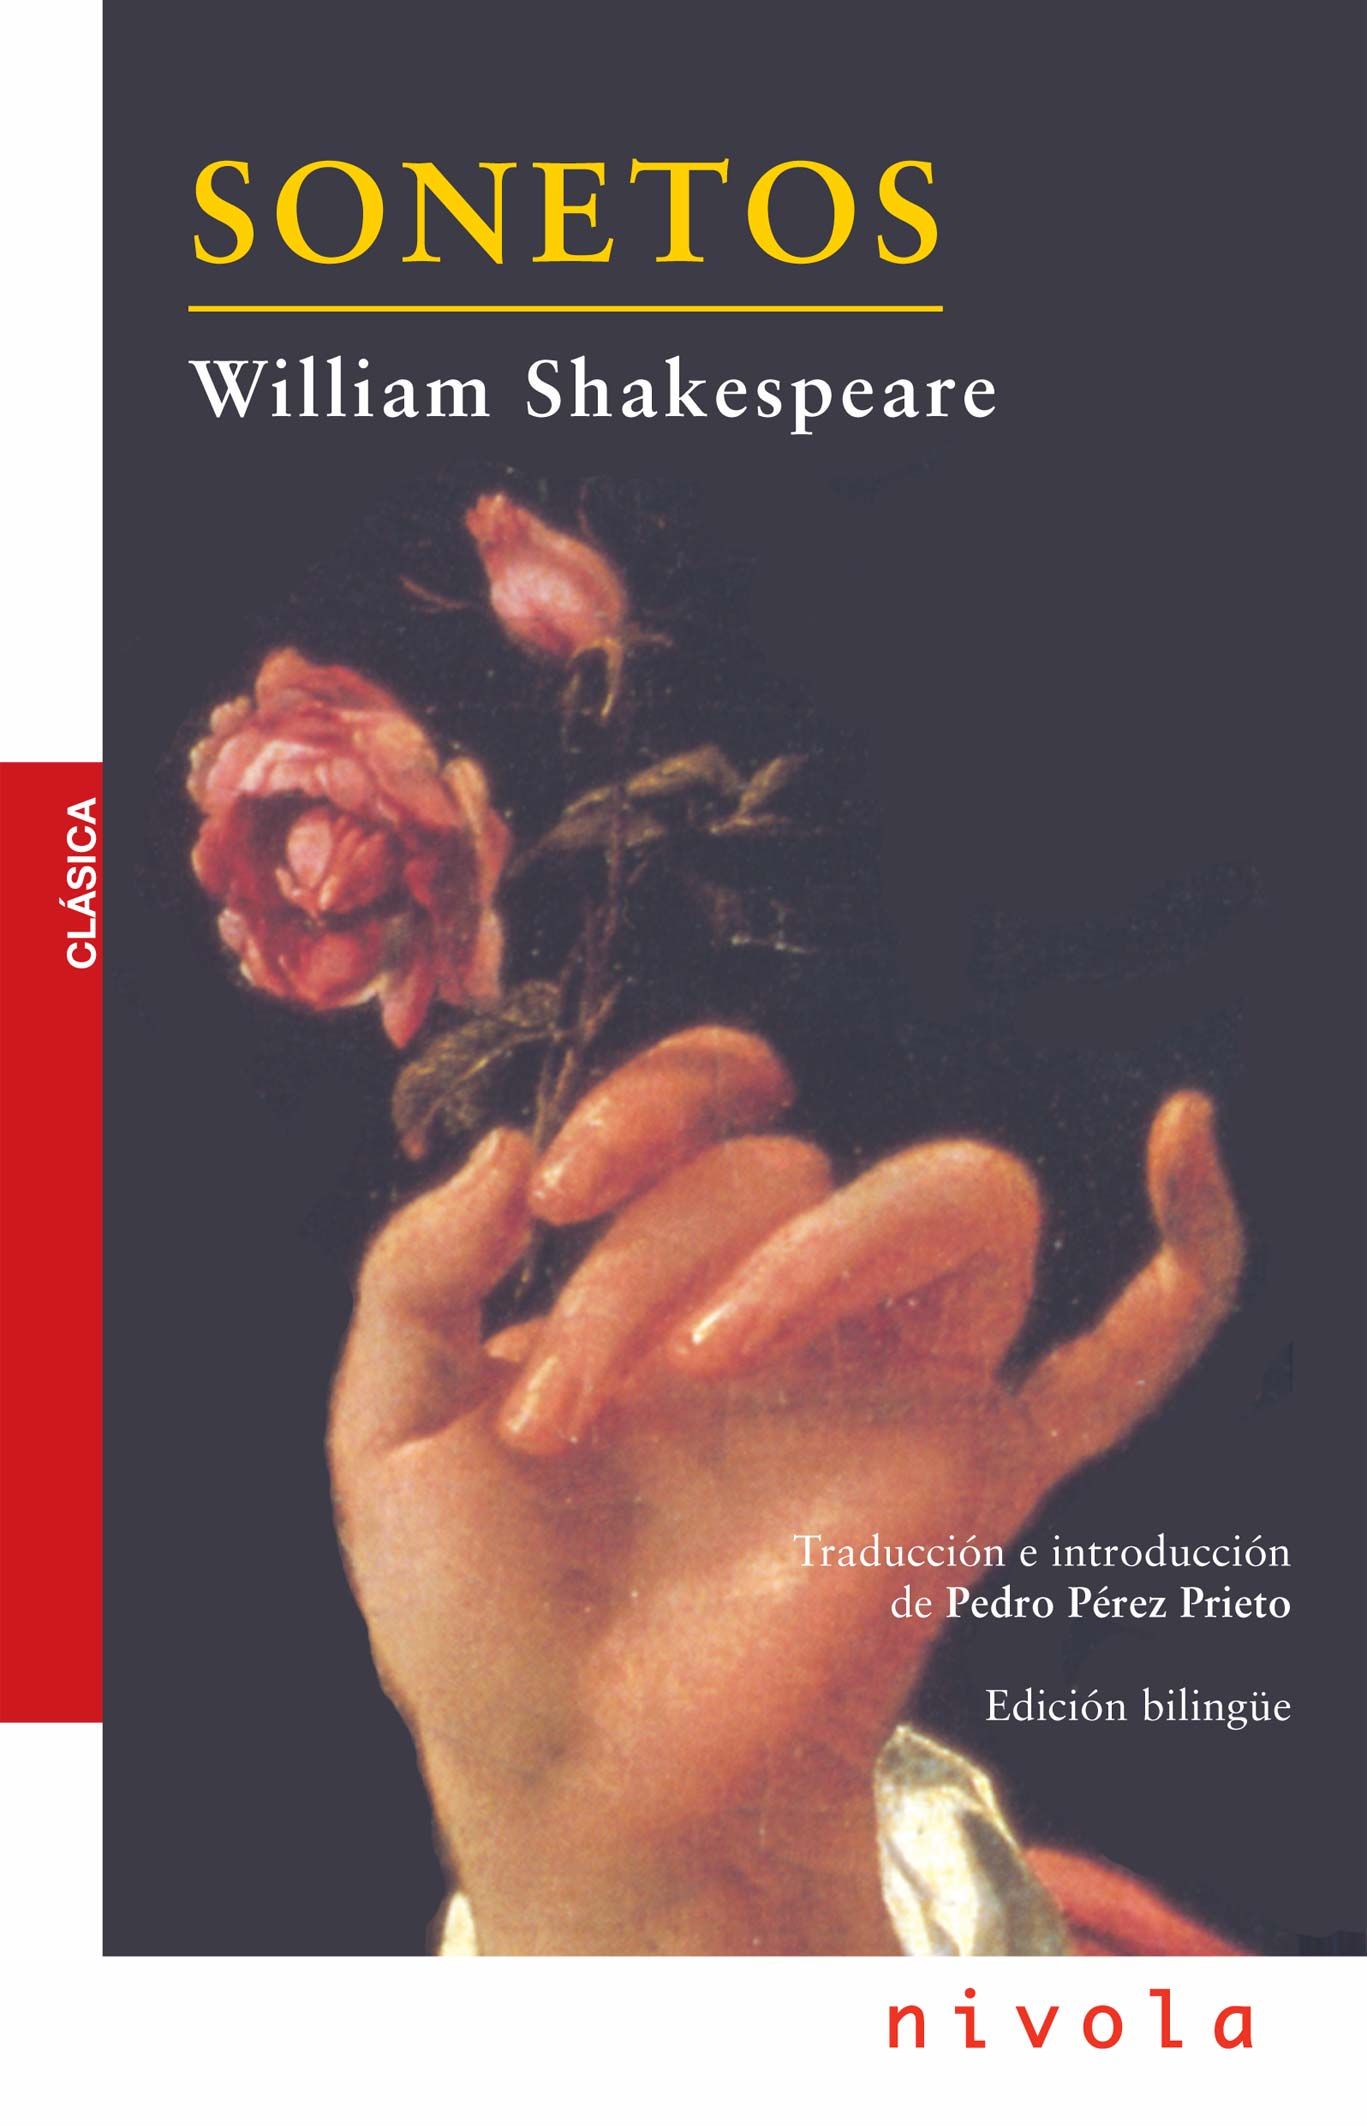 SONETOS
William Shakespeare
CLÁSICA
Traducción e introducción
de Pedro Pérez Prieto
Edición bilingüe
nivola